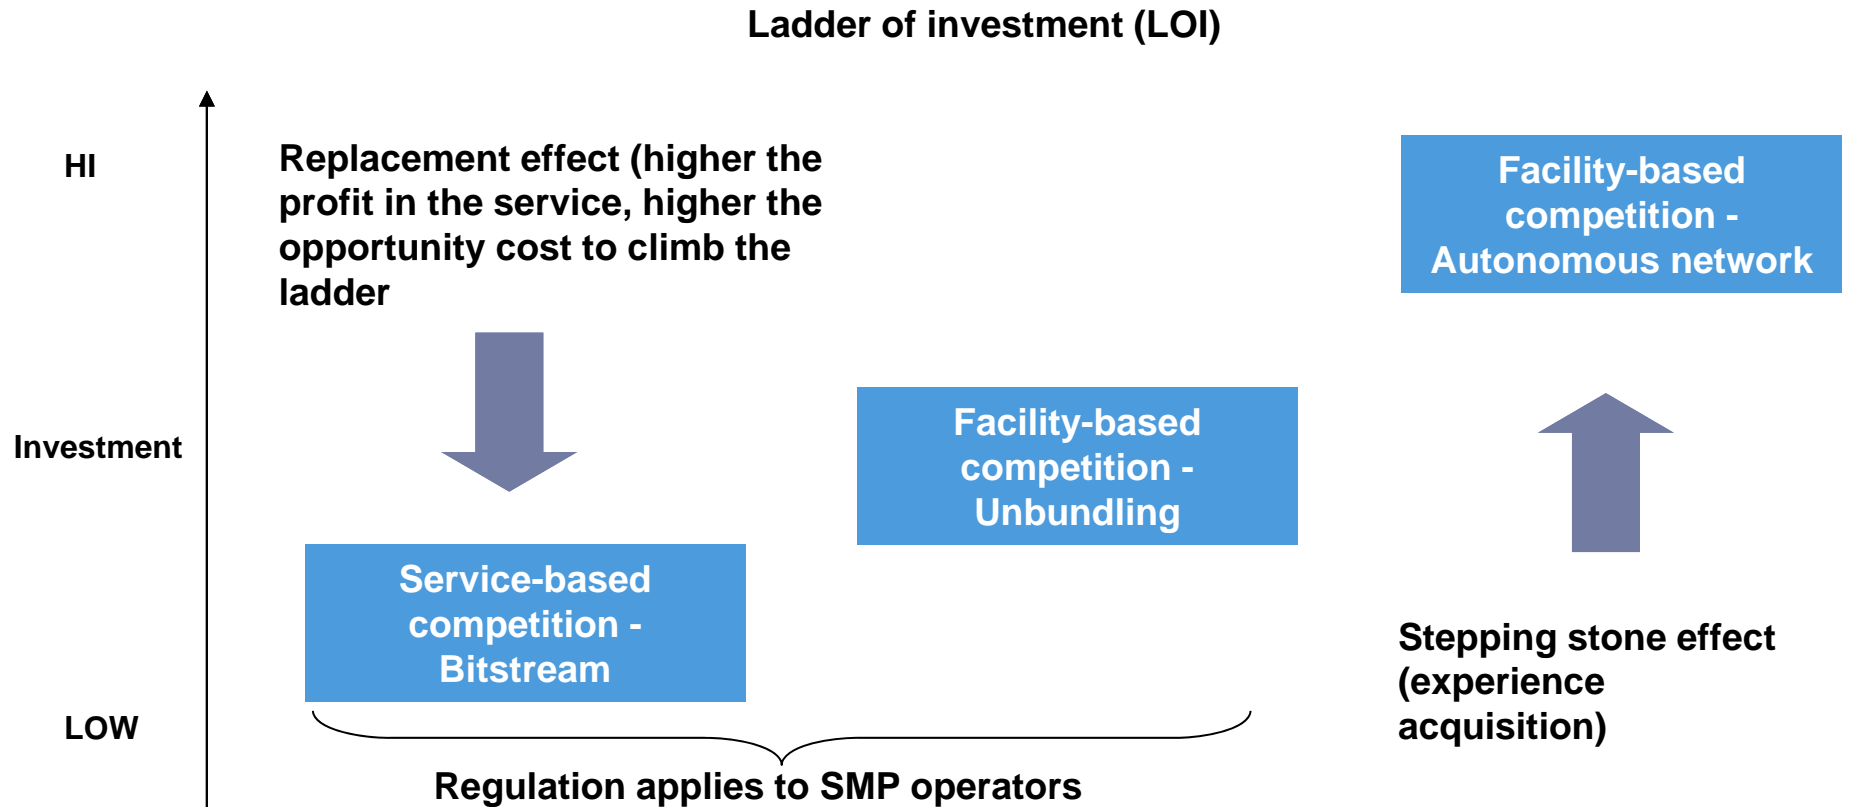 Ladder of investment (LOI)
HI
Replacement effect (higher the
profit in the service, higher the
opportunity cost to climb the
ladder
Facility-based
competition -
Autonomous network
Investment
Facility-based
competition -
Unbundling
Service-based
competition -
Bitstream
Stepping stone effect
(experience
acquisition)
LOW
Regulation applies to SMP operators